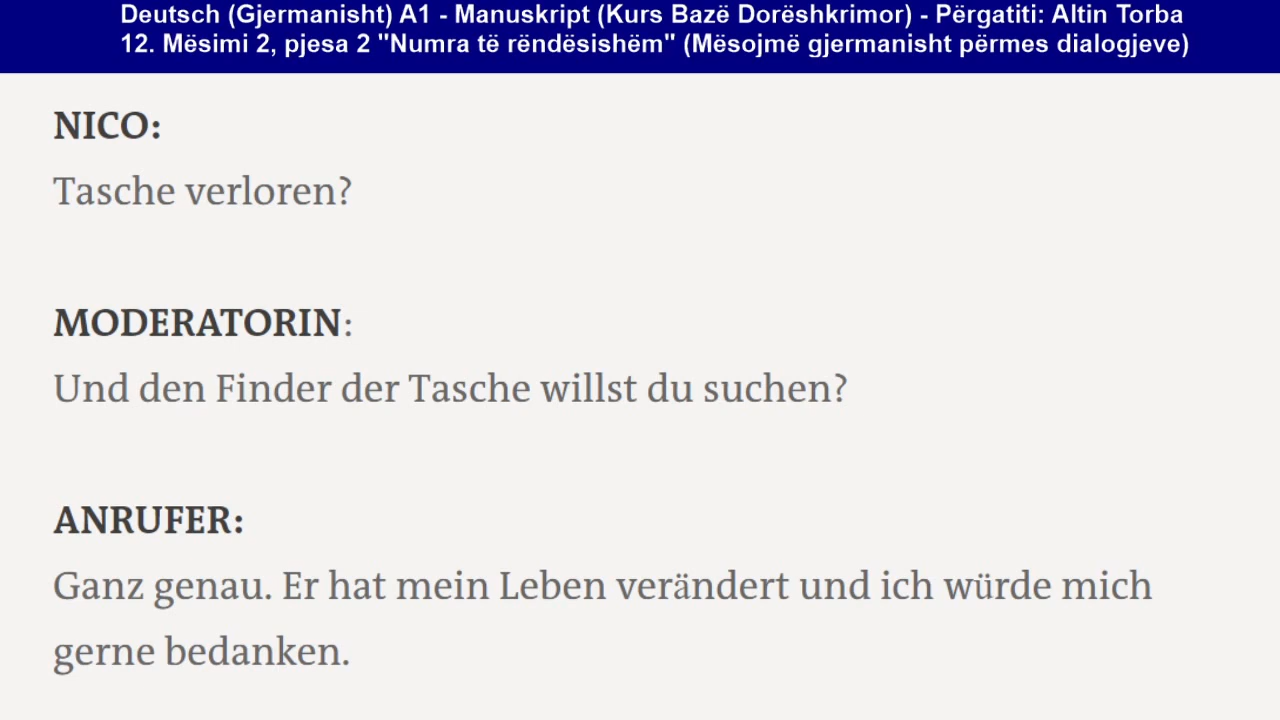 Deutsch (Gjermanisht) A1 - Manuskript (Kurs Bazë Dorëshkrimor) - Përgatiti: Altin Torba
12. Mësimi 2, pjesa 2 "Numra të rëndësishëm" (Mësojmë gjermanisht përmes dialogjeve)
NICO:
Tasche verloren?
MODERATORIN:
Und den Finder der Tasche willst du suchen?
ANRUFER:
Ganz genau. Er hat mein Leben verändert und ich würde mich
gerne bedanken.